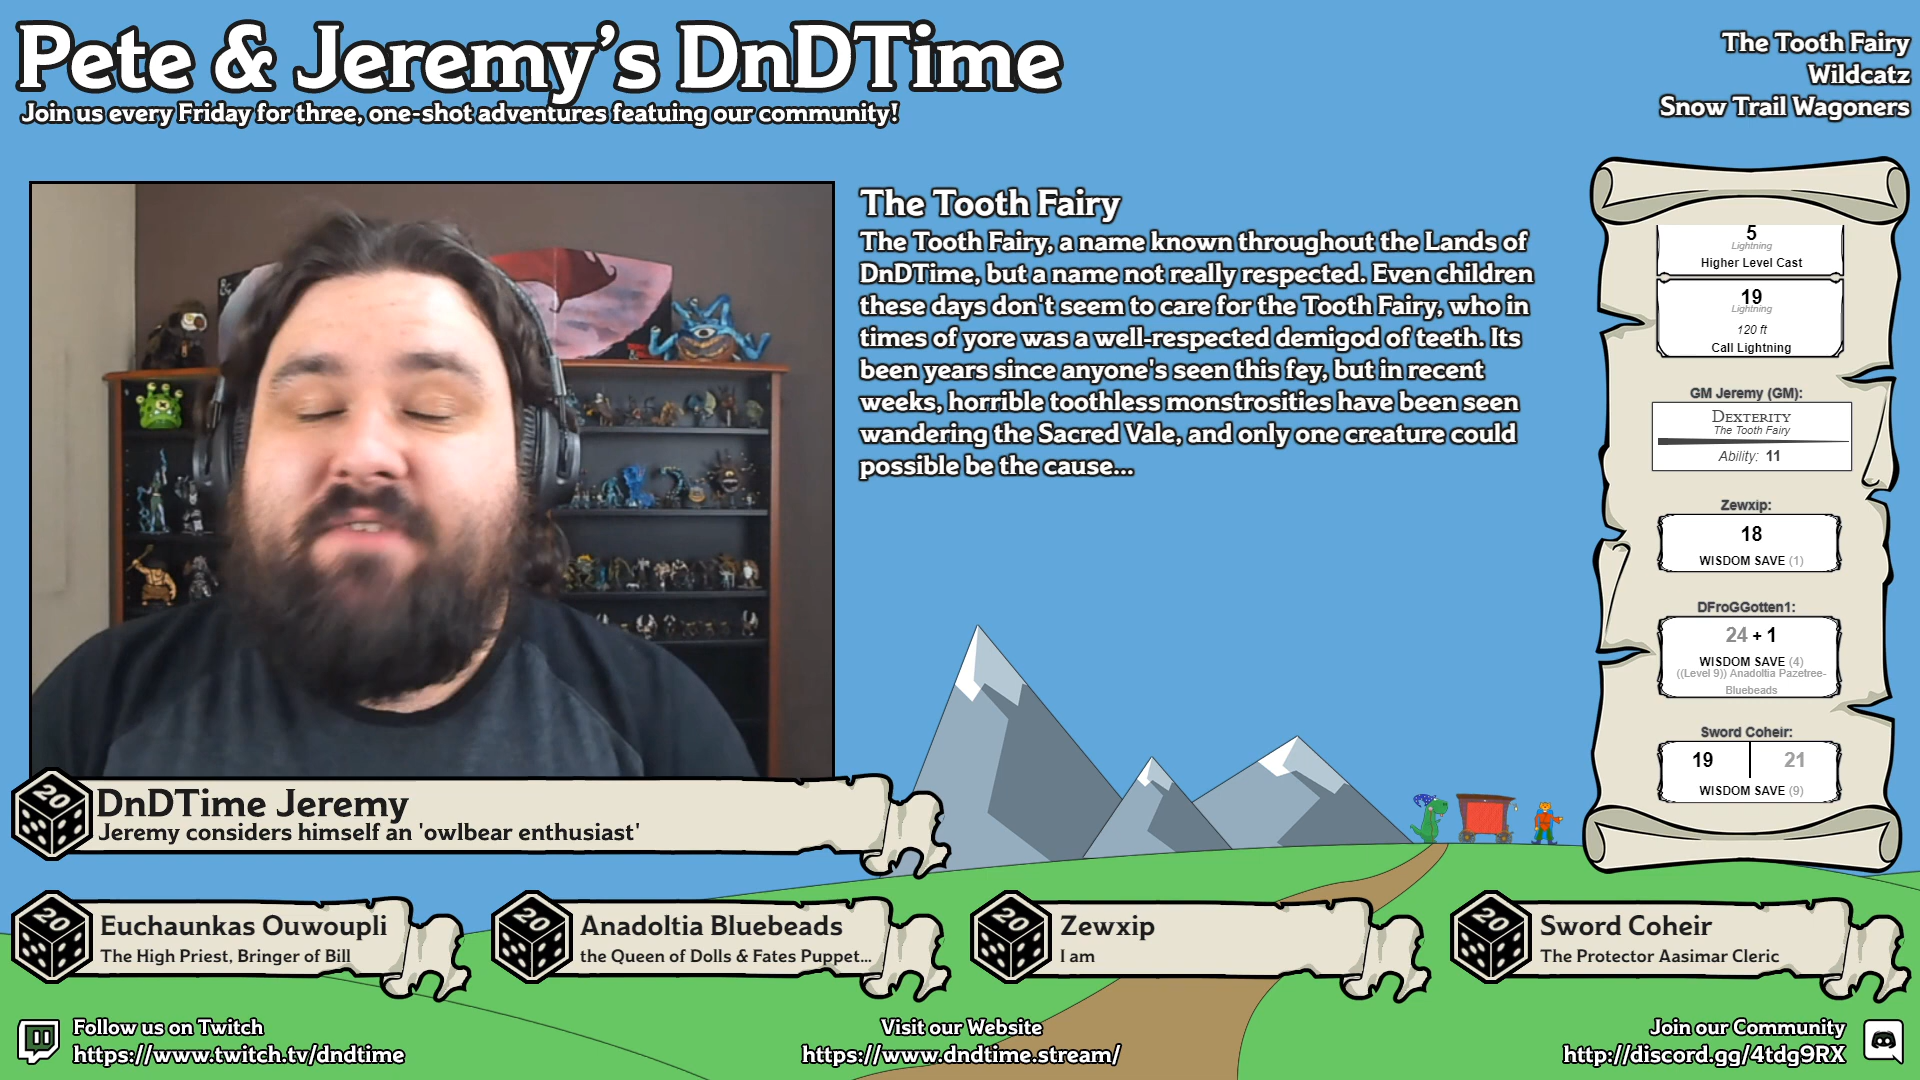 Pete & Jeremy's DnDTime
Join us every Friday for three, one-shot adventures featuing our community!
The Tooth Fairy
Wildcatz
Snow Trail Wagoners
The Tooth Fairy
The Tooth Fairy, a name known throughout the Lands of
DnDTime, but a name not really respected. Even children
these days don't seem to care for the Tooth Fairy, who in
times of yore was a well-respected demigod of teeth. Its
been years since anyone's seen this fey, but in recent
weeks, horrible toothless monstrosities have been seen
wandering the Sacred Vale, and only one creature could
possible be the cause...
5
Lightning
Higher Level Cast
19
Lightning
120 ft
Call Lightning
GM Jeremy (GM):
DEXTERITY
The Tooth Fairy
Ability: 11
Zewxip:
18
WISDOM SAVE (1)
DFroGGotten1:
24 + 1
WISDOM SAVE (4)
((Level 9)) Anadoltia Pazetree-
Bluebeads
Sword Coheir:
19 21
WISDOM SAVE (9)
20
DnDTime Jeremy
Jeremy considers himself an 'owlbear enthusiast'
20
Euchaunkas Ouwoupli
The High Priest, Bringer of Bill
20
Anadoltia Bluebeads
the Queen of Dolls & Fates Puppet...
20
Zewxip
I am
20
Sword Coheir
The Protector Aasimar Cleric
Follow us on Twitch
https://www.twitch.tv/dndtime
Visit our Website
https://www.dndtime.stream/
Join our Community
http://discord.gg/4tdg9RX